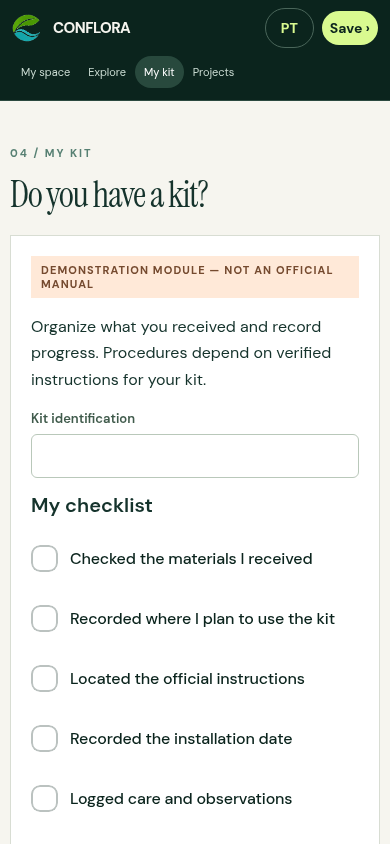 CONFLORA
PT
Save ›
My space
Explore
My kit
Projects
04 / MY KIT
Do you have a kit?
DEMONSTRATION MODULE — NOT AN OFFICIAL
MANUAL
Organize what you received and record
progress. Procedures depend on verified
instructions for your kit.
Kit identification
My checklist
Checked the materials I received
Recorded where I plan to use the kit
Located the official instructions
Recorded the installation date
Logged care and observations